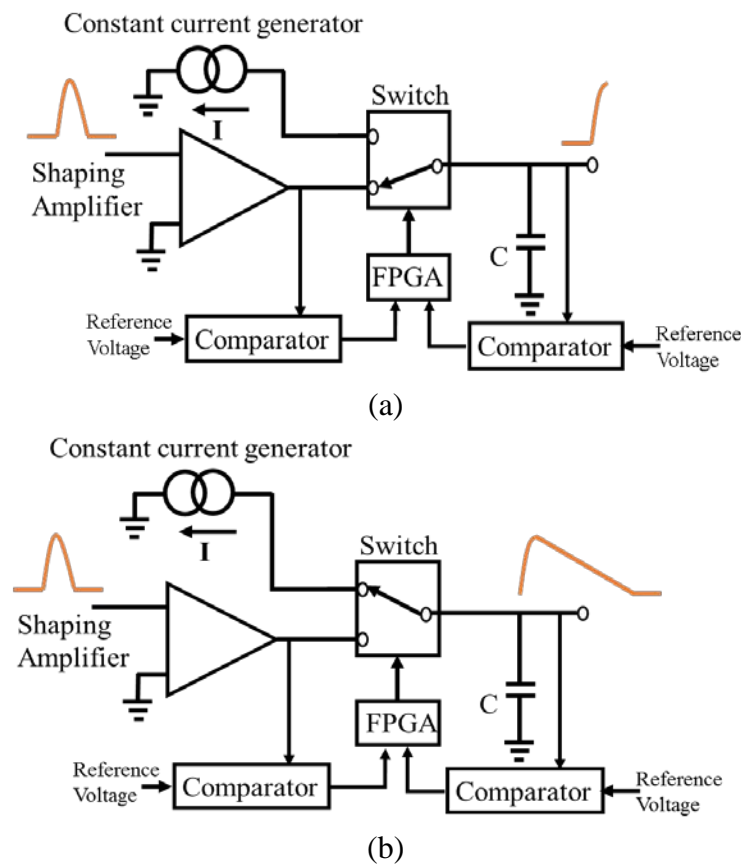 Constant current generator
I
Switch
Shaping
Amplifier
C
FPGA
Reference
Voltage
Comparator
Comparator
Reference
Voltage
(a)
Constant current generator
I
Switch
Shaping
Amplifier
C
FPGA
Reference
Voltage
Comparator
Comparator
Reference
Voltage
(b)